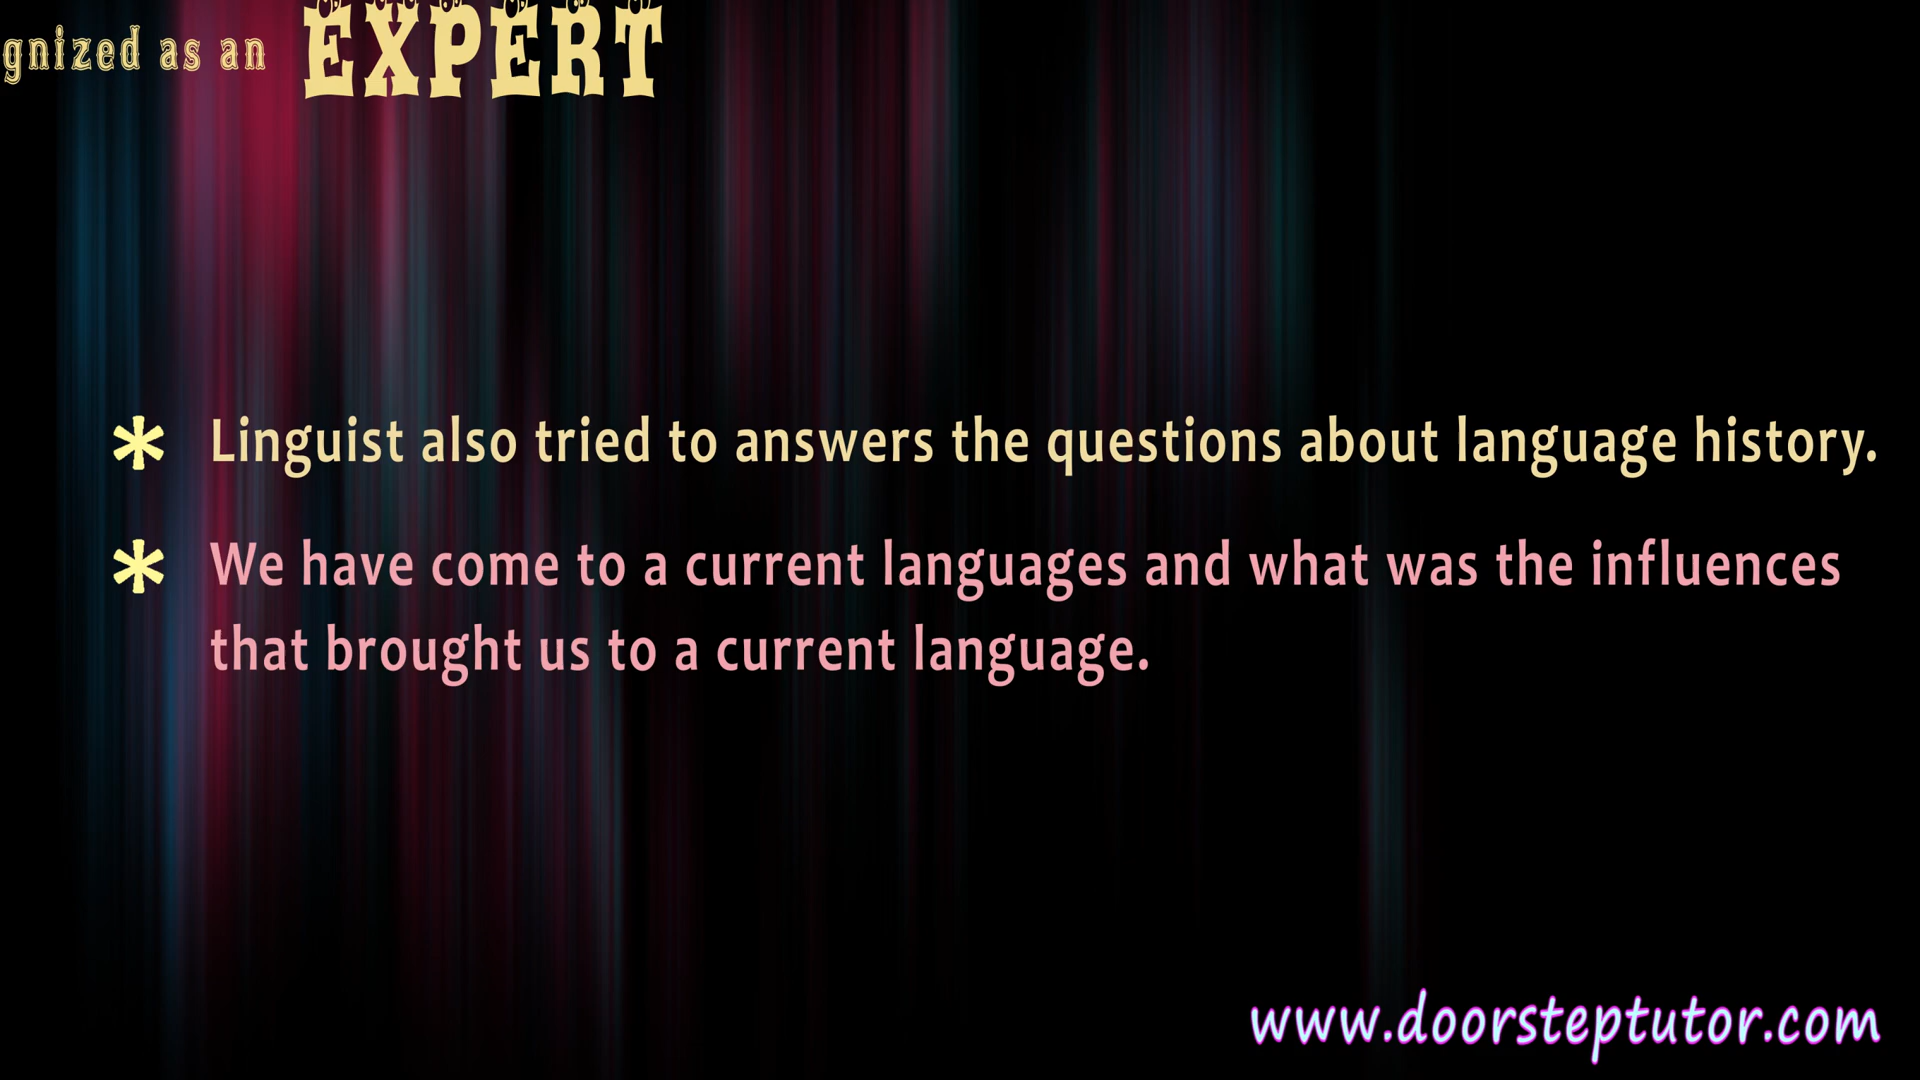 gnized as an EXPERT
* Linguist also tried to answers the questions about language history.
* We have come to a current languages and what was the influences
that brought us to a current language.
www.doorsteptutor.com